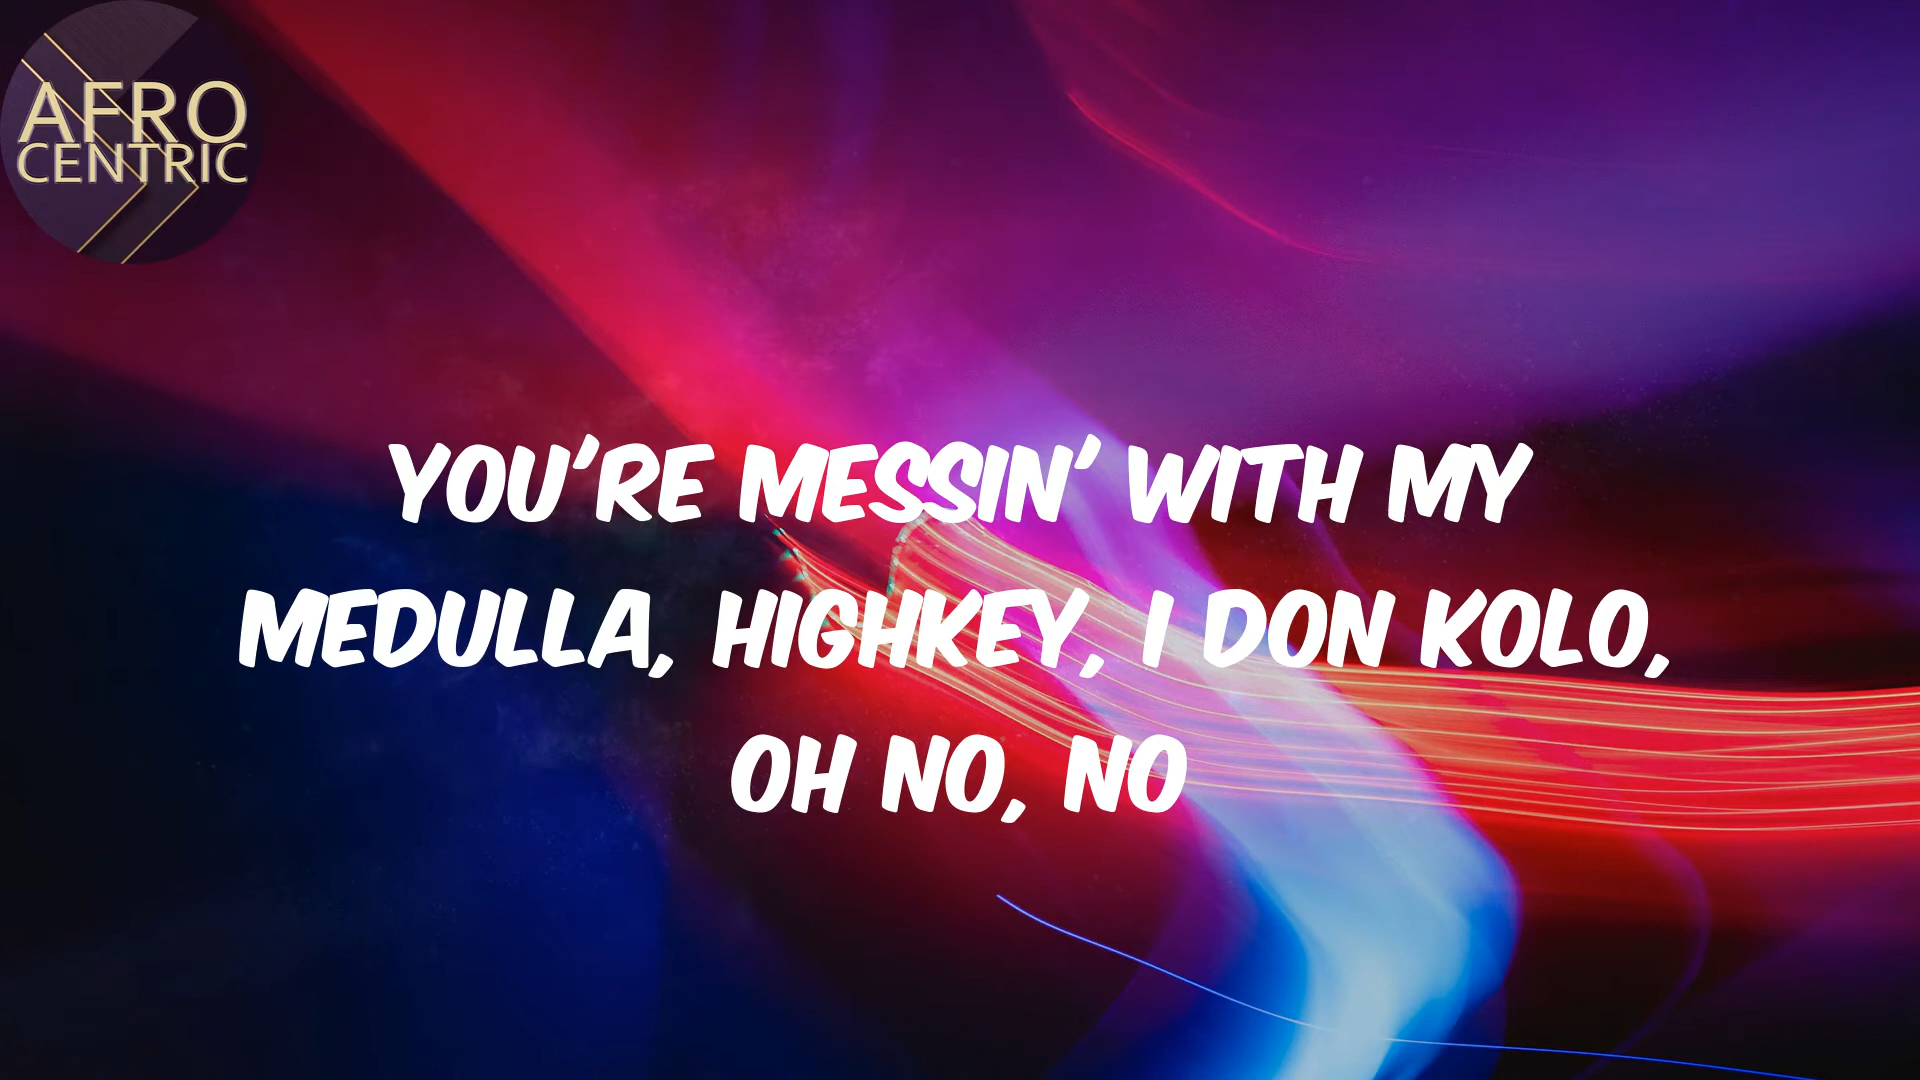 AFRO
CENTRIC
YOU'RE MESSIN' WITH MY
MEDULLA, HIGHKEY, I DON KOLO,
OH NO, NO